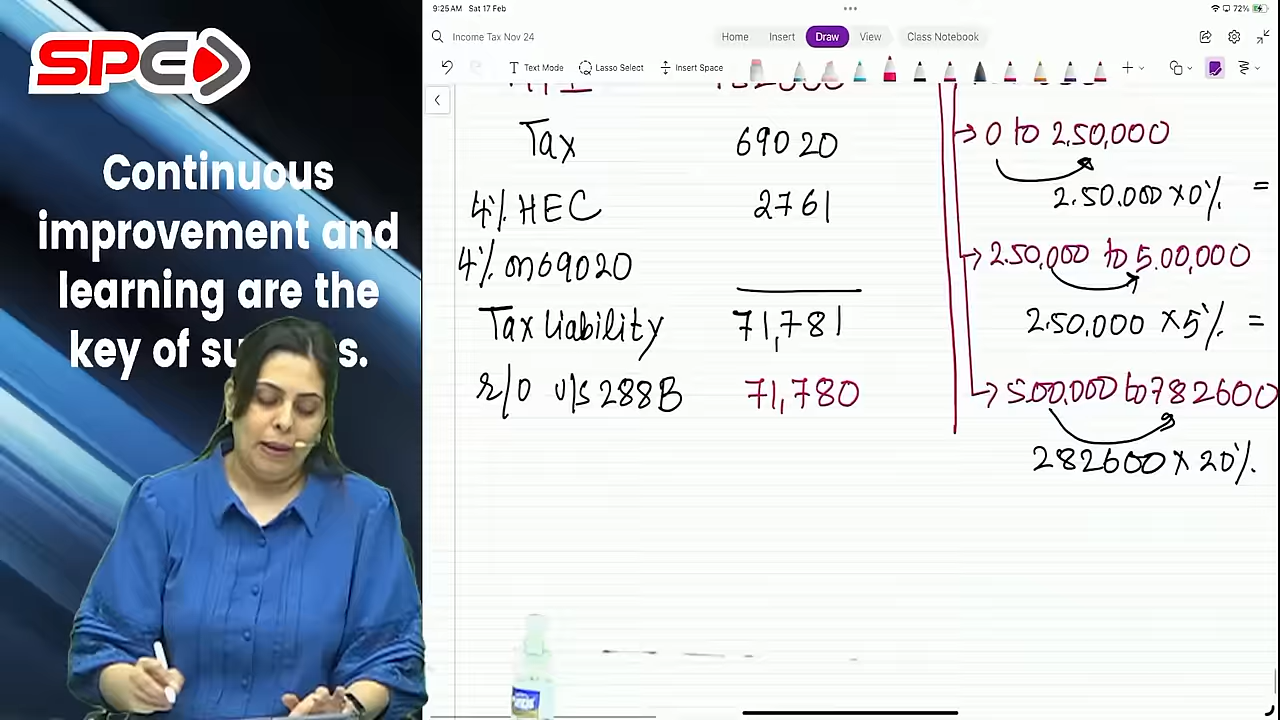 9:25AM Sat 17 Feb
72%
SPC
Continuous
improvement and
learning are the
key of su s.
Income Tax Nov 24
Home Insert Draw View Class Notebook
Text Mode Lasso Select Insert Space
Tax 69020
4% HEC 2761
4% on 69020
Tax liability 71,781
r/o u/s 288B 71,780
→ 0 to 2,50,000
2,50,000 × 0% =
→ 2,50,000 to 5,00,000
2,50,000 × 5% =
→ 5,00,000 to 782600
282600 × 20%